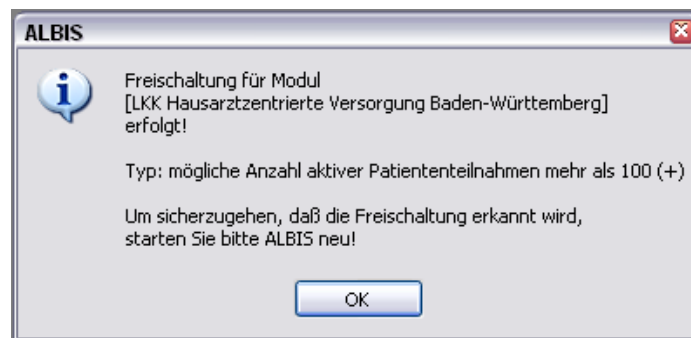 ALBIS
Freischaltung für Modul
[LKK Hausarztzentrierte Versorgung Baden-Württemberg]
erfolgt!
Typ: mögliche Anzahl aktiver Patiententeilnahmen mehr als 100 (+)
Um sicherzugehen, daß die Freischaltung erkannt wird,
starten Sie bitte ALBIS neu!
OK